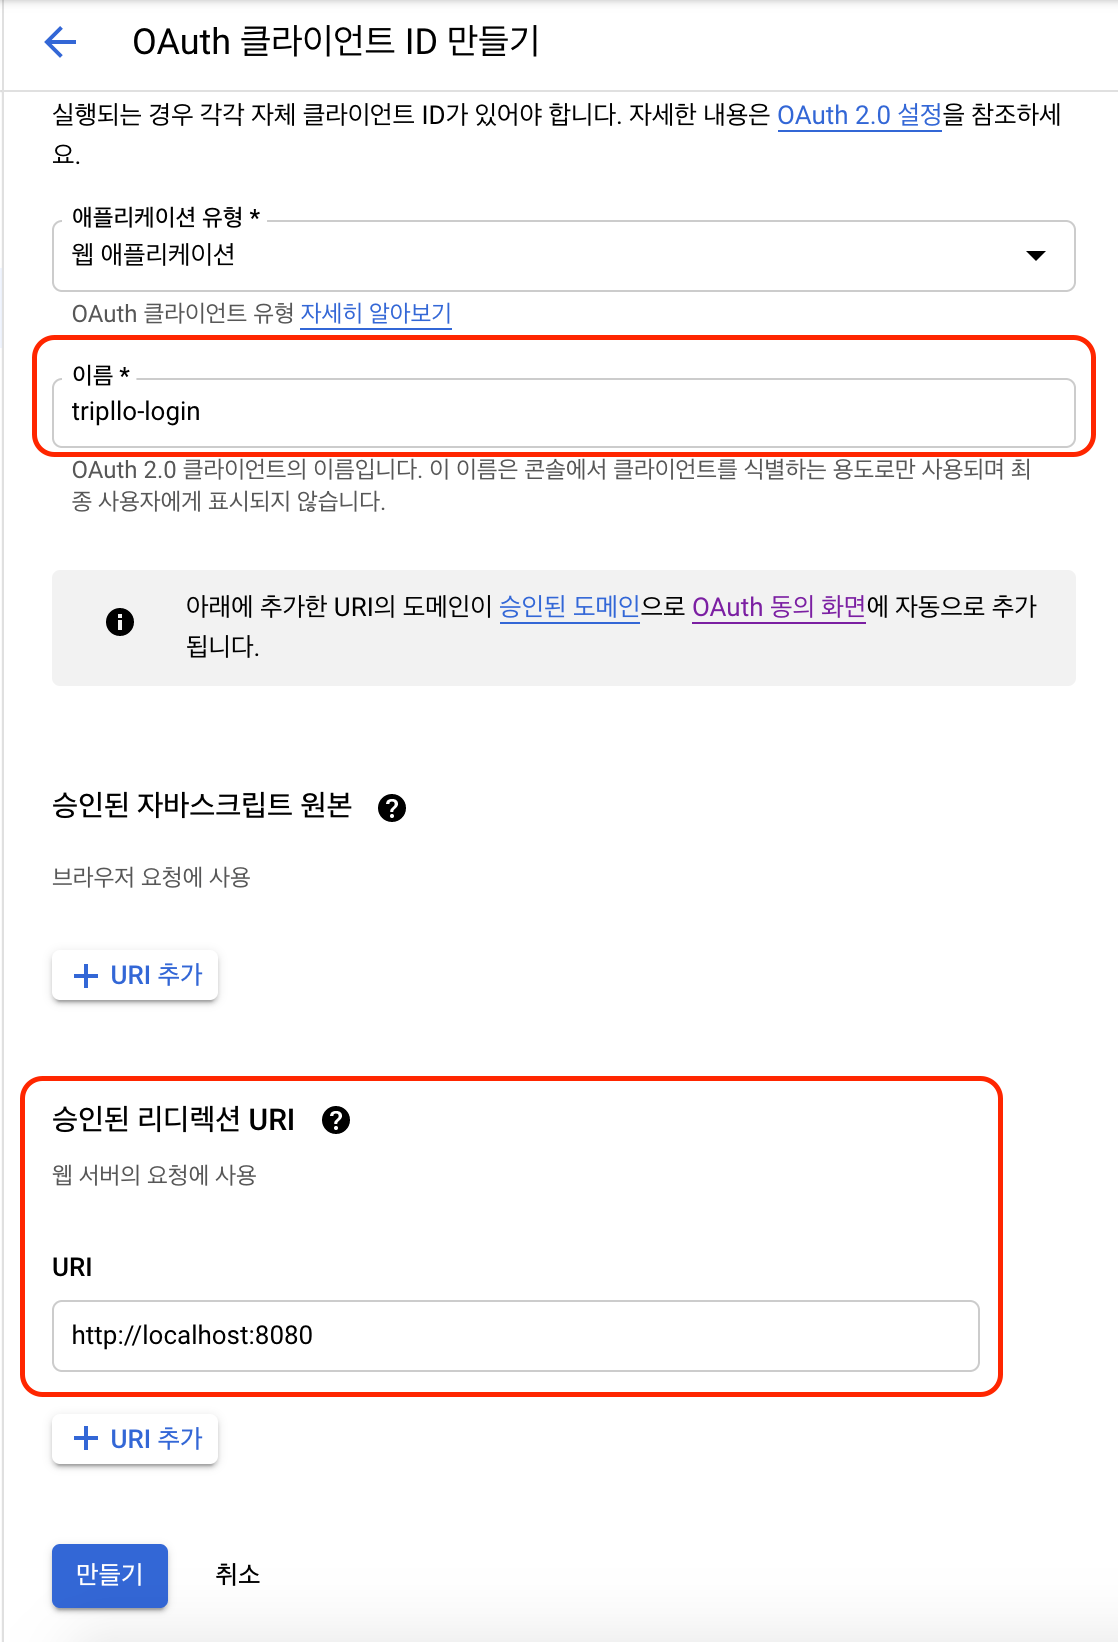 OAuth 클라이언트 ID 만들기
실행되는 경우 각각 자체 클라이언트 ID가 있어야 합니다. 자세한 내용은 OAuth 2.0 설정을 참조하세
요.
애플리케이션 유형 *
웹 애플리케이션
OAuth 클라이언트 유형 자세히 알아보기
이름 *
tripllo-login
OAuth 2.0 클라이언트의 이름입니다. 이 이름은 콘솔에서 클라이언트를 식별하는 용도로만 사용되며 최
종 사용자에게 표시되지 않습니다.
아래에 추가한 URI의 도메인이 승인된 도메인으로 OAuth 동의 화면에 자동으로 추가
됩니다.
승인된 자바스크립트 원본
브라우저 요청에 사용
+ URI 추가
승인된 리디렉션 URI
웹 서버의 요청에 사용
URI
http://localhost:8080
+ URI 추가
만들기 취소